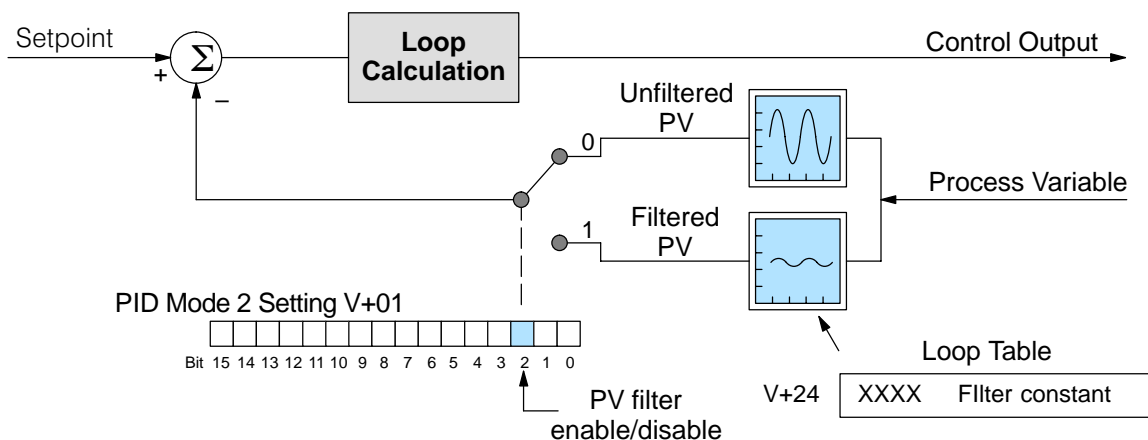 Setpoint
+
Σ
−
Loop
Calculation
Control Output
Unfiltered
PV
0
Process Variable
1
Filtered
PV
PID Mode 2 Setting V+01
Bit 15 14 13 12 11 10 9 8 7 6 5 4 3 2 1 0
PV filter
enable/disable
Loop Table
V+24 XXXX FIlter constant